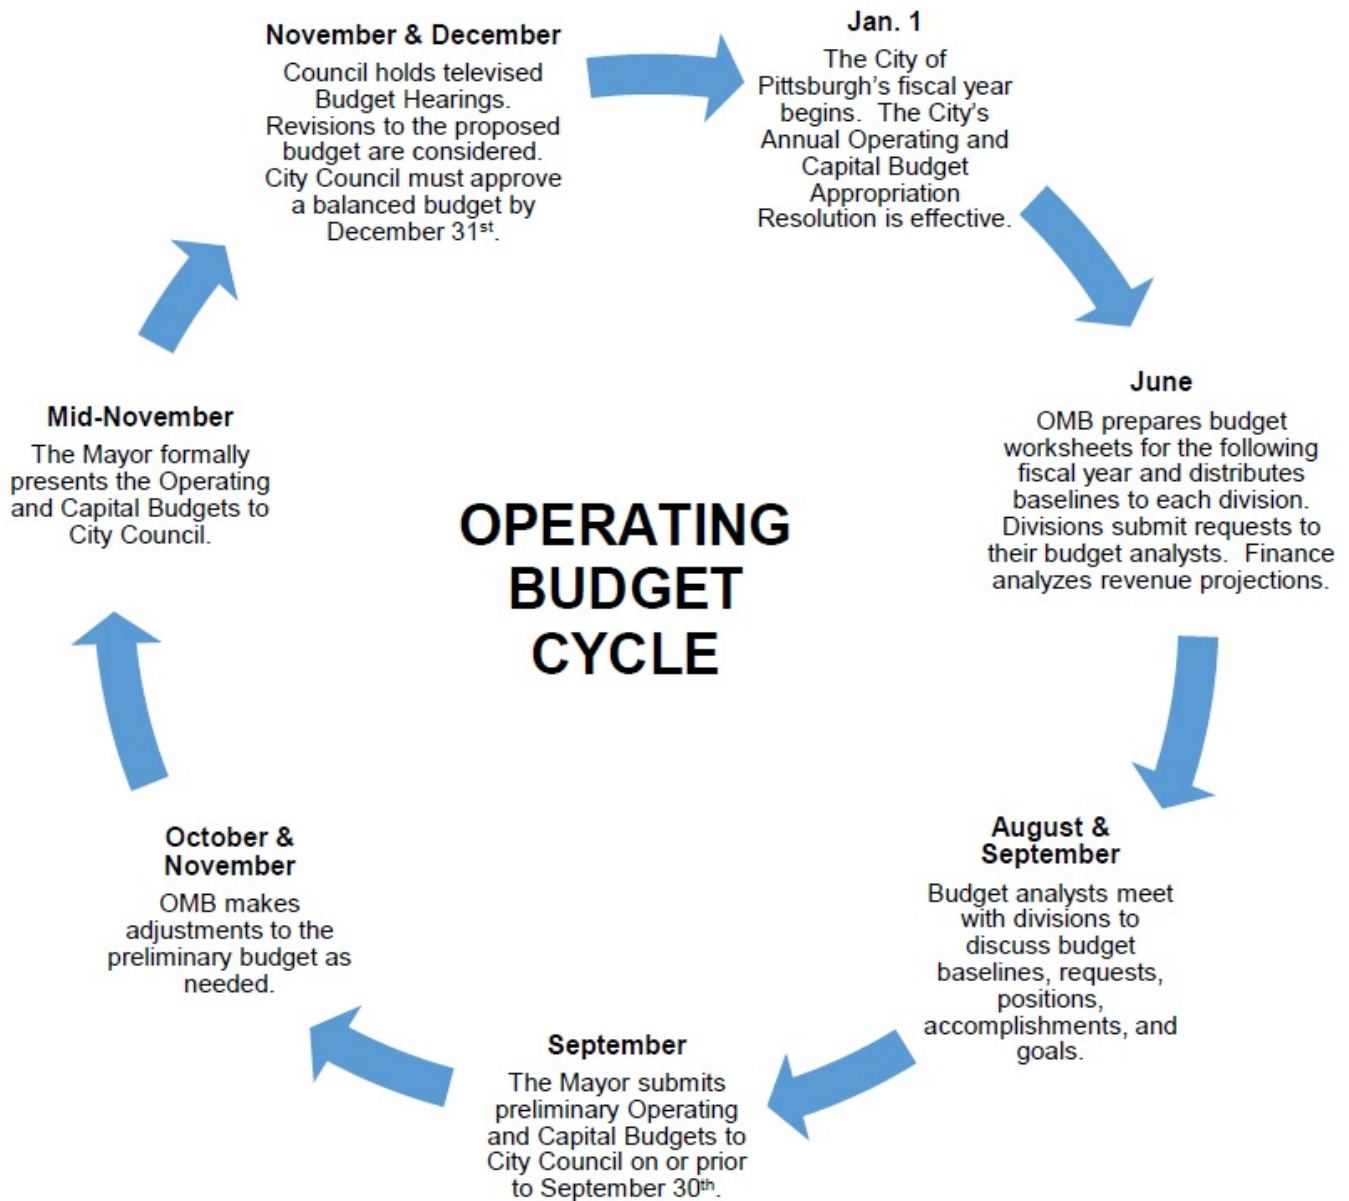 November & December
Council holds televised
Budget Hearings.
Revisions to the proposed
budget are considered.
City Council must approve
a balanced budget by
December 31st.
Jan. 1
The City of
Pittsburgh's fiscal year
begins.  The City's
Annual Operating and
Capital Budget
Appropriation
Resolution is effective.
June
OMB prepares budget
worksheets for the following
fiscal year and distributes
baselines to each division.
Divisions submit requests to
their budget analysts.  Finance
analyzes revenue projections.
August &
September
Budget analysts meet
with divisions to
discuss budget
baselines, requests,
positions,
accomplishments, and
goals.
September
The Mayor submits
preliminary Operating
and Capital Budgets to
City Council on or prior
to September 30th.
October &
November
OMB makes
adjustments to the
preliminary budget as
needed.
Mid-November
The Mayor formally
presents the Operating
and Capital Budgets to
City Council.
OPERATING
BUDGET
CYCLE